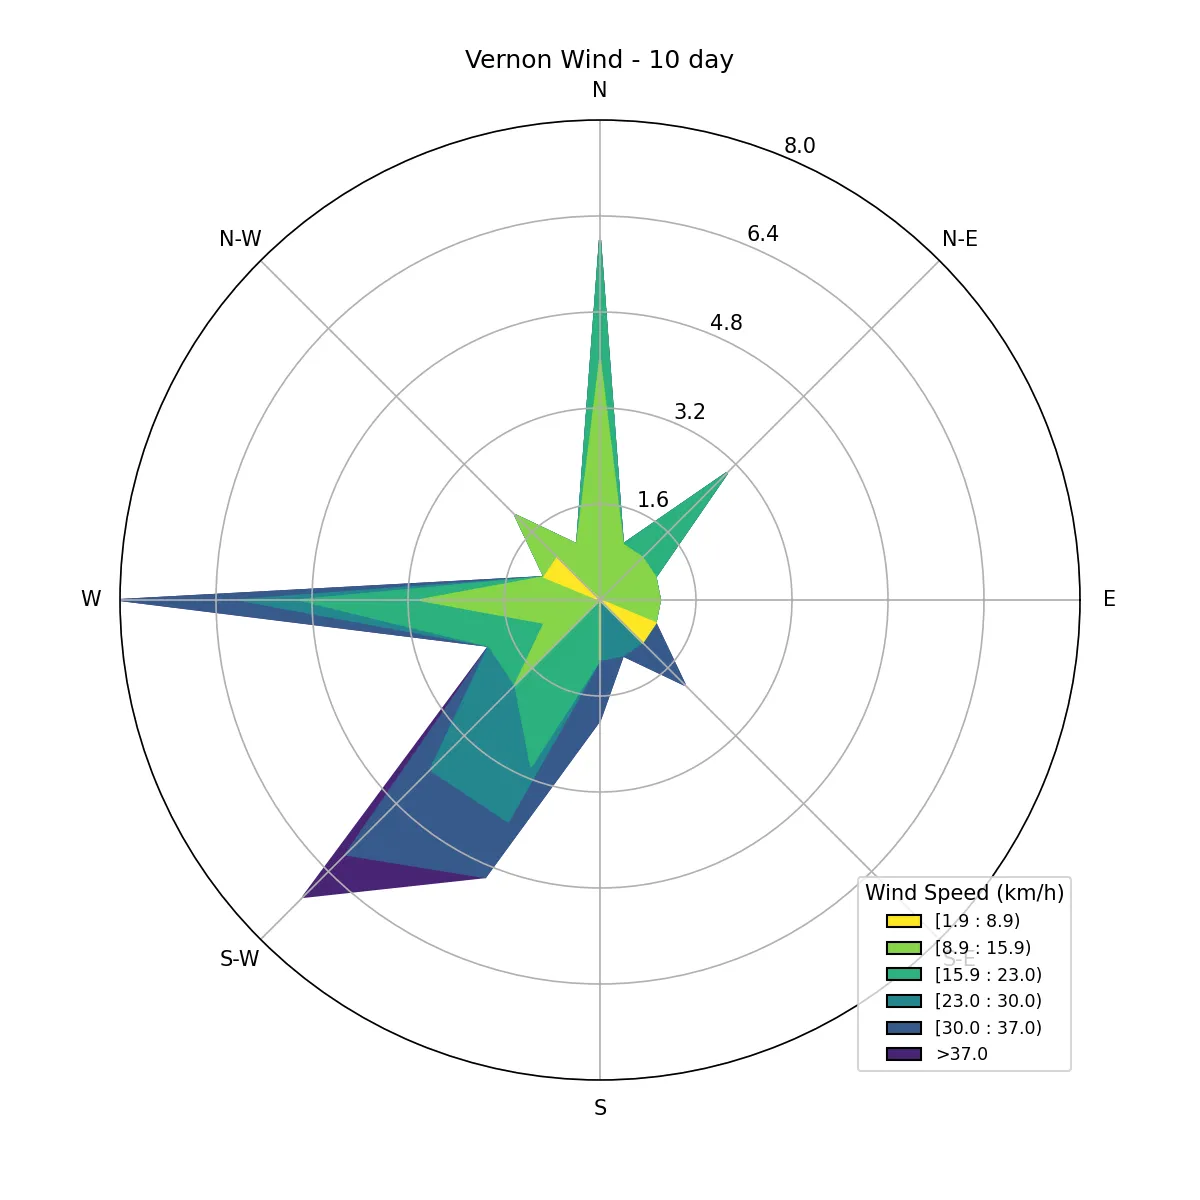 Vernon Wind - 10 day
N
8.0
N-W
6.4
N-E
4.8
3.2
1.6
W
E
S-W
S-E
Wind Speed (km/h)
[1.9 : 8.9)
[8.9 : 15.9)
[15.9 : 23.0)
[23.0 : 30.0)
[30.0 : 37.0)
>37.0
S